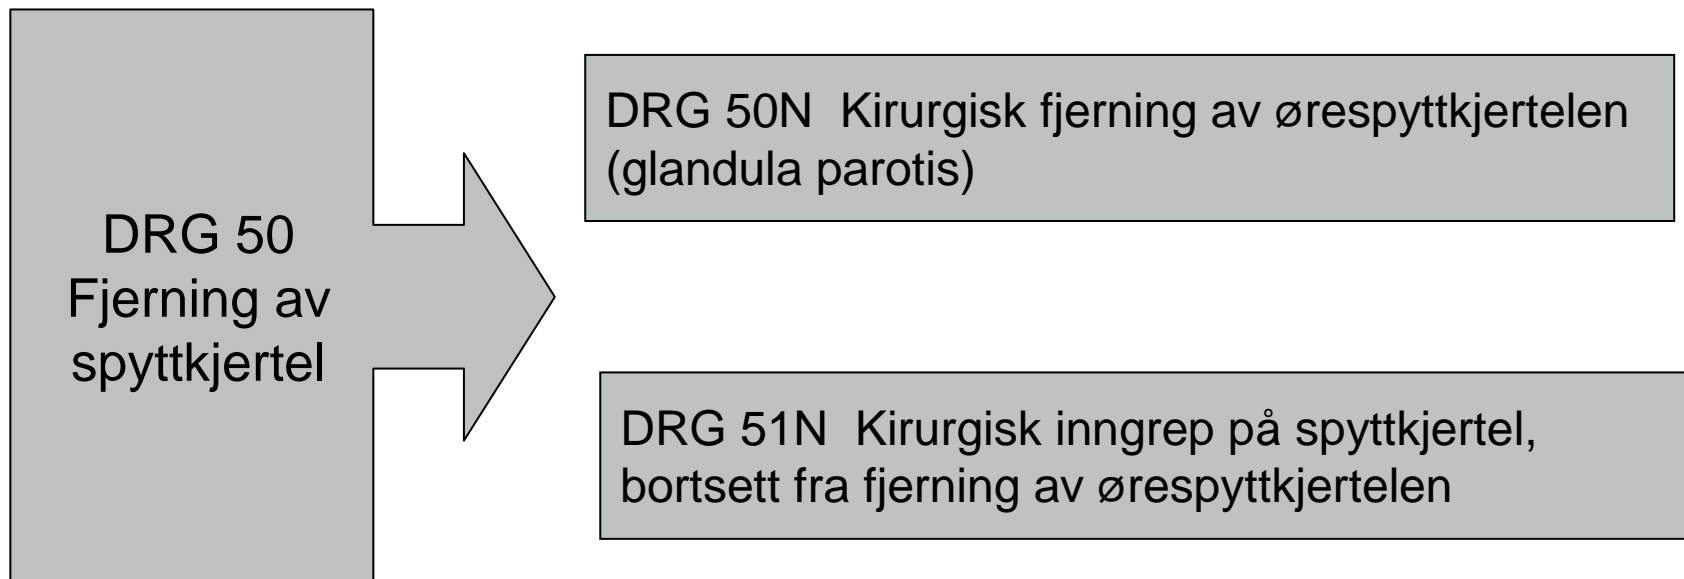 DRG 50
Fjerning av
spyttkjertel
DRG 50N  Kirurgisk fjerning av ørespyttkjertelen
(glandula parotis)
DRG 51N  Kirurgisk inngrep på spyttkjertel,
bortsett fra fjerning av ørespyttkjertelen